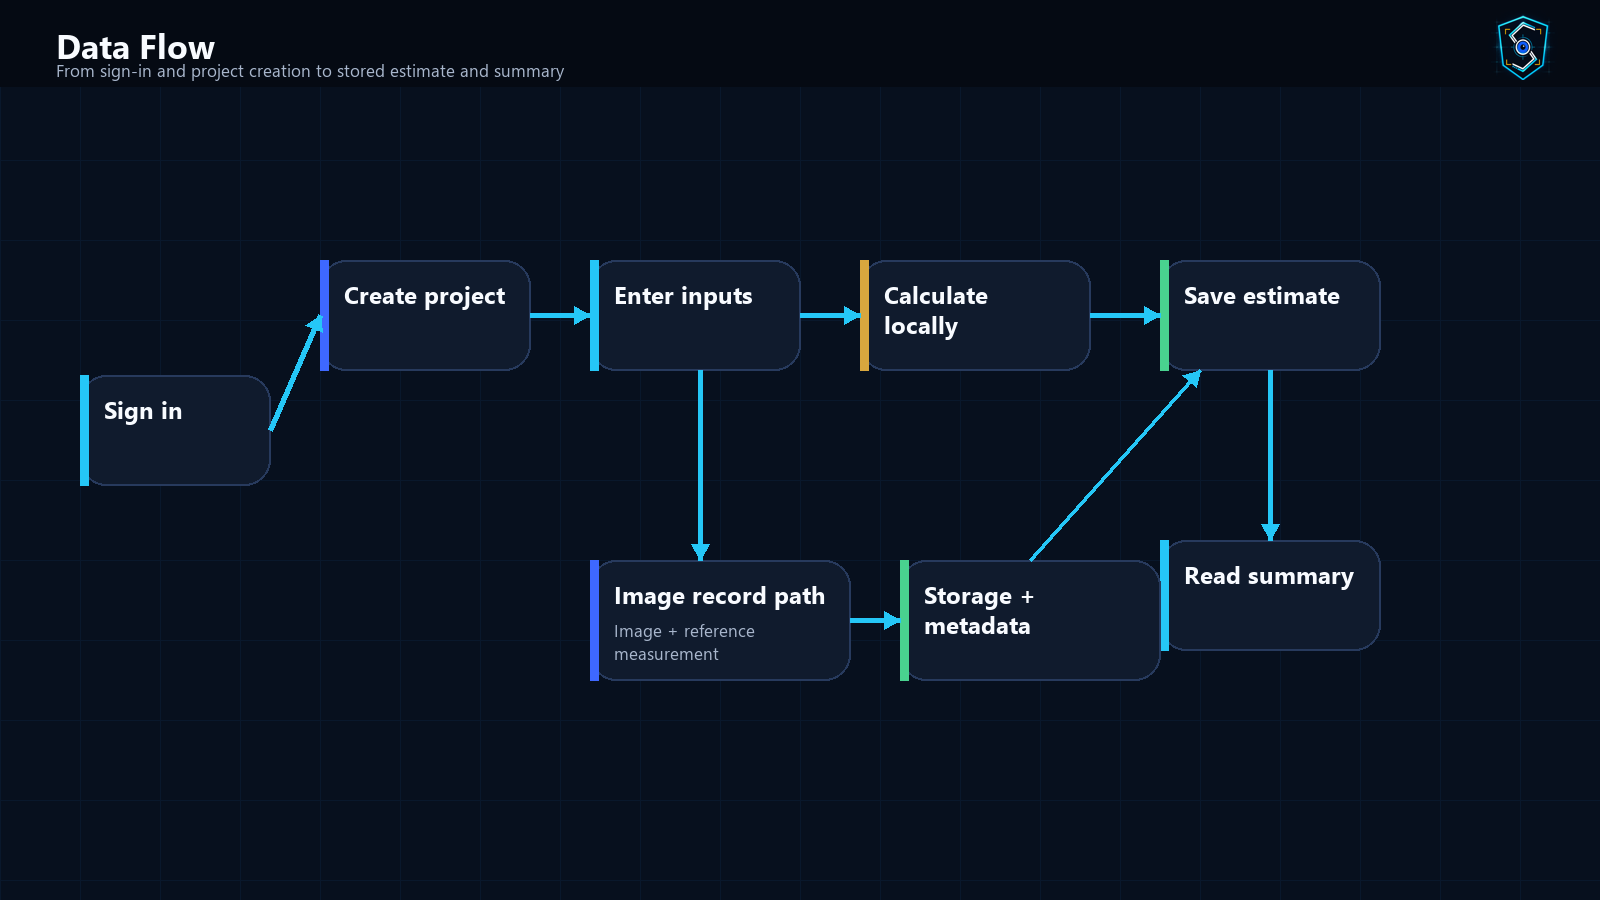 Data Flow
From sign-in and project creation to stored estimate and summary
Sign in
Create project
Enter inputs
Calculate
locally
Save estimate
Image record path
Image + reference
measurement
Storage +
metadata
Read summary